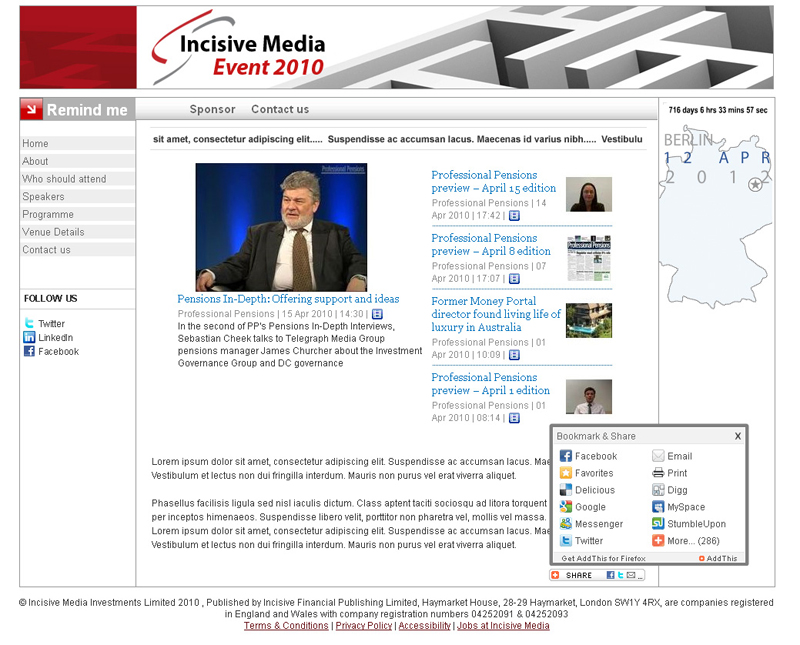 Incisive Media
Event 2010
Remind me
Sponsor Contact us
716 days 6 hrs 33 mins 57 sec
Home
About
Who should attend
Speakers
Programme
Venue Details
Contact us
FOLLOW US
Twitter
LinkedIn
Facebook
sit amet, consectetur adipiscing elit..... Suspendisse ac accumsan lacus. Maecenas id varius nibh..... Vestibulu
Professional Pensions
Pensions In-Depth: Offering support and ideas
Professional Pensions | 15 Apr 2010 | 14:30 |
In the second of PP's Pensions In-Depth Interviews,
Sebastian Cheek talks to Telegraph Media Group
pensions manager James Churcher about the Investment
Governance Group and DC governance
Professional Pensions
preview – April 15 edition
Professional Pensions | 14
Apr 2010 | 17:42 |
Professional Pensions
preview – April 8 edition
Professional Pensions | 07
Apr 2010 | 17:07 |
Professional Pensions
Former Money Portal
director found living life of
luxury in Australia
Professional Pensions | 01
Apr 2010 | 10:09 |
Professional Pensions
preview – April 1 edition
Professional Pensions | 01
Apr 2010 | 08:14 |
BERLIN
12 APR
2012
Lorem ipsum dolor sit amet, consectetur adipiscing elit. Suspendisse ac accumsan lacus. Mae
Vestibulum et lectus non dui fringilla interdum. Mauris non purus vel erat viverra aliquet.
Phasellus facilisis ligula sed nisl iaculis dictum. Class aptent taciti sociosqu ad litora torquent
per inceptos himenaeos. Suspendisse libero velit, porttitor non pharetra vel, mollis vel massa.
Lorem ipsum dolor sit amet, consectetur adipiscing elit. Suspendisse ac accumsan lacus. Mae
Vestibulum et lectus non dui fringilla interdum. Mauris non purus vel erat viverra aliquet.
Bookmark & Share X
Facebook Email
Favorites Print
Delicious Digg
Google MySpace
Messenger StumbleUpon
Twitter More... (286)
Get AddThis for Firefox AddThis
SHARE
© Incisive Media Investments Limited 2010 , Published by Incisive Financial Publishing Limited, Haymarket House, 28-29 Haymarket, London SW1Y 4RX, are companies registered
in England and Wales with company registration numbers 04252091 & 04252093
Terms & Conditions | Privacy Policy | Accessibility | Jobs at Incisive Media